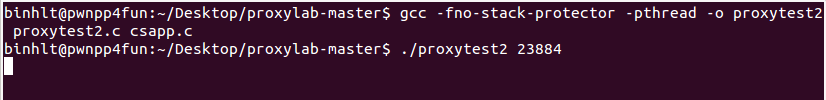 binhlt@pwnpp4fun:~/Desktop/proxylab-master$ gcc -fno-stack-protector -pthread -o proxytest2
 proxytest2.c csapp.c
binhlt@pwnpp4fun:~/Desktop/proxylab-master$ ./proxytest2 23884